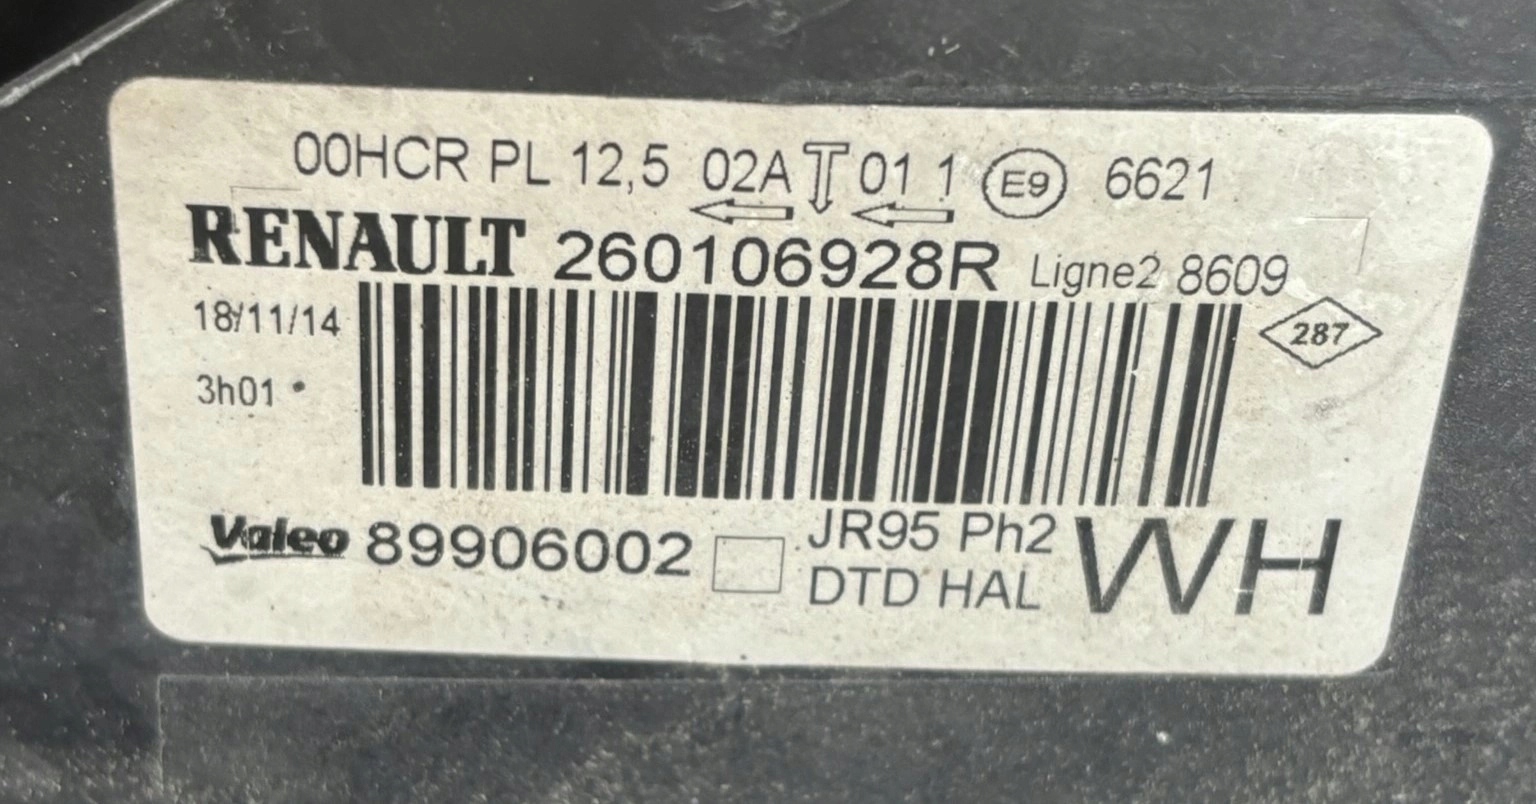 00HCR PL 12,5 02A 01 1 E9 6621
RENAULT 260106928R Ligne2 8609
18/11/14
287
3h01
Valeo 89906002 JR95 Ph2
DTD HAL
WH